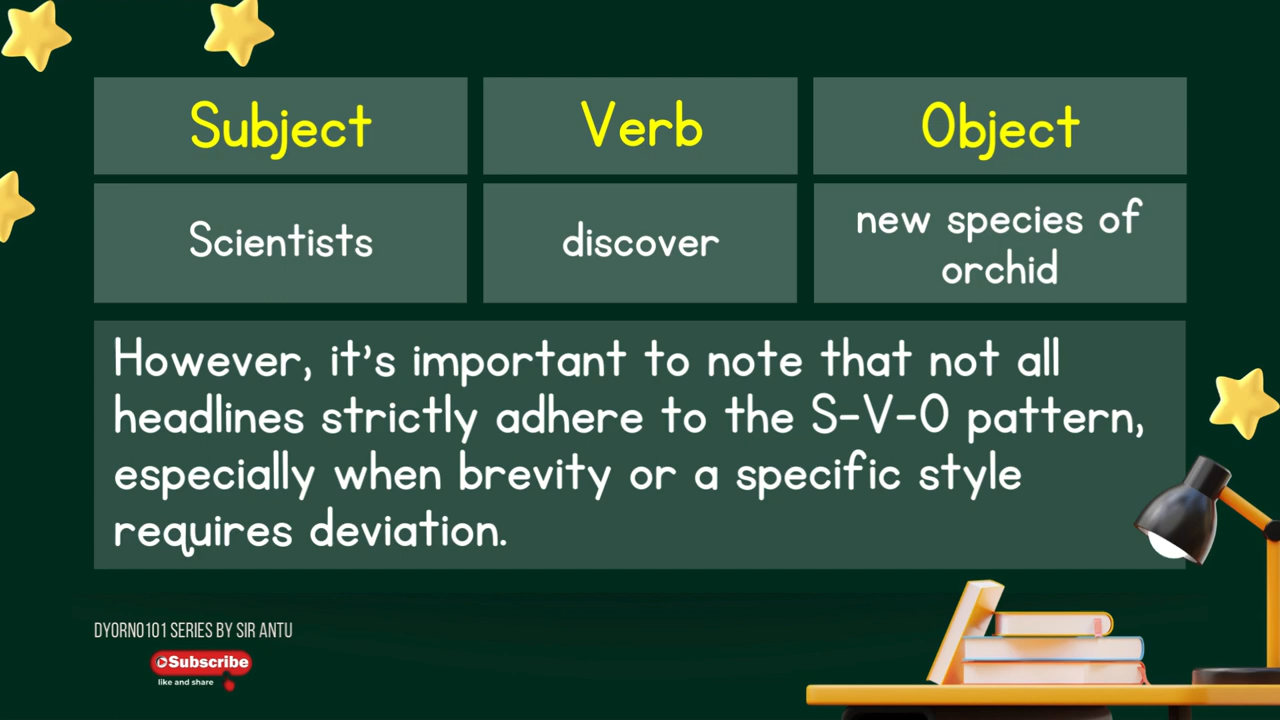 Subject
Verb
Object
Scientists
discover
new species of
orchid
However, it's important to note that not all
headlines strictly adhere to the S-V-O pattern,
especially when brevity or a specific style
requires deviation.
DYORNO101 SERIES BY SIR ANTU
Subscribe
like and share